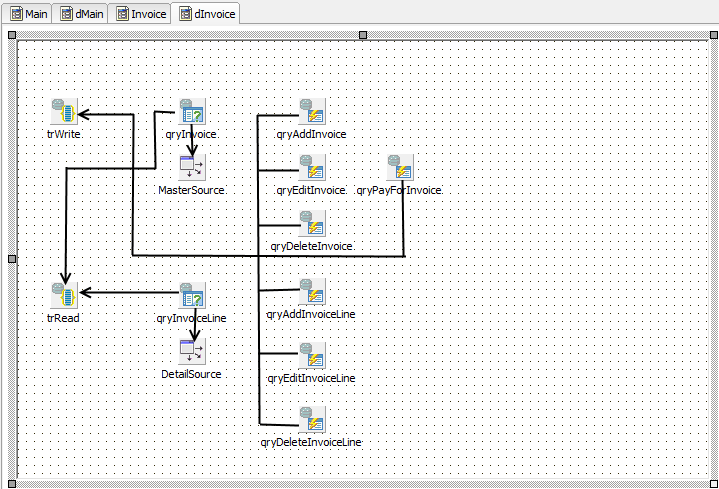 Main
dMain
Invoice
dInvoice
trWrite
qryInvoice
qryAddInvoice
MasterSource
qryEditInvoice
qryPayForInvoice
qryDeleteInvoice
trRead
qryInvoiceLine
qryAddInvoiceLine
DetailSource
qryEditInvoiceLine
qryDeleteInvoiceLine